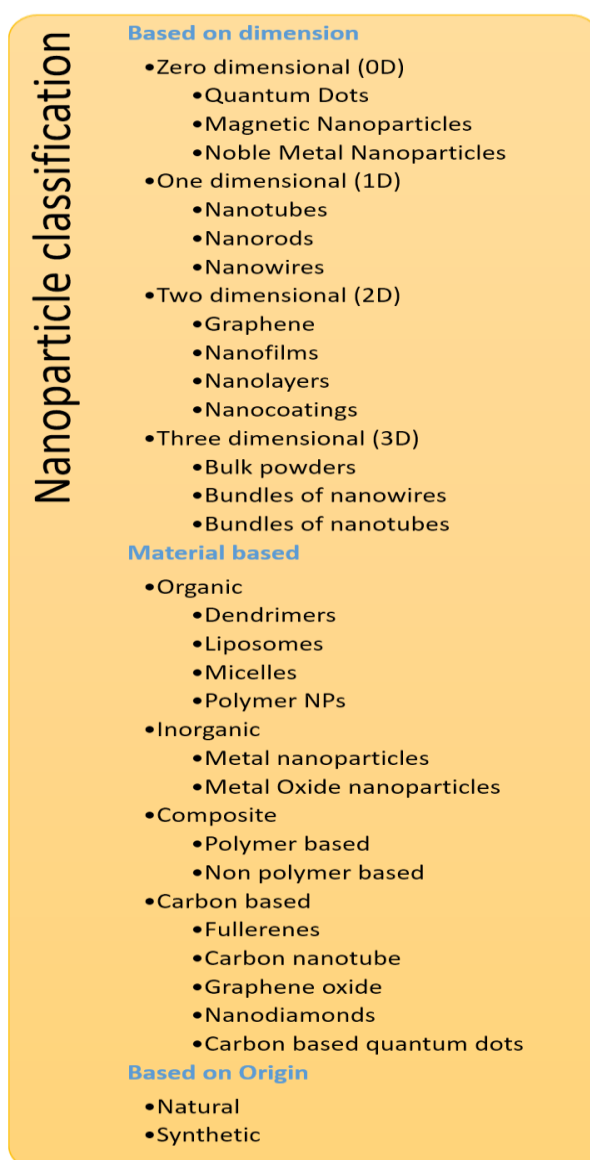 Nanoparticle classification
Based on dimension
•Zero dimensional (0D)
•Quantum Dots
•Magnetic Nanoparticles
•Noble Metal Nanoparticles
•One dimensional (1D)
•Nanotubes
•Nanorods
•Nanowires
•Two dimensional (2D)
•Graphene
•Nanofilms
•Nanolayers
•Nanocoatings
•Three dimensional (3D)
•Bulk powders
•Bundles of nanowires
•Bundles of nanotubes
Material based
•Organic
•Dendrimers
•Liposomes
•Micelles
•Polymer NPs
•Inorganic
•Metal nanoparticles
•Metal Oxide nanoparticles
•Composite
•Polymer based
•Non polymer based
•Carbon based
•Fullerenes
•Carbon nanotube
•Graphene oxide
•Nanodiamonds
•Carbon based quantum dots
Based on Origin
•Natural
•Synthetic